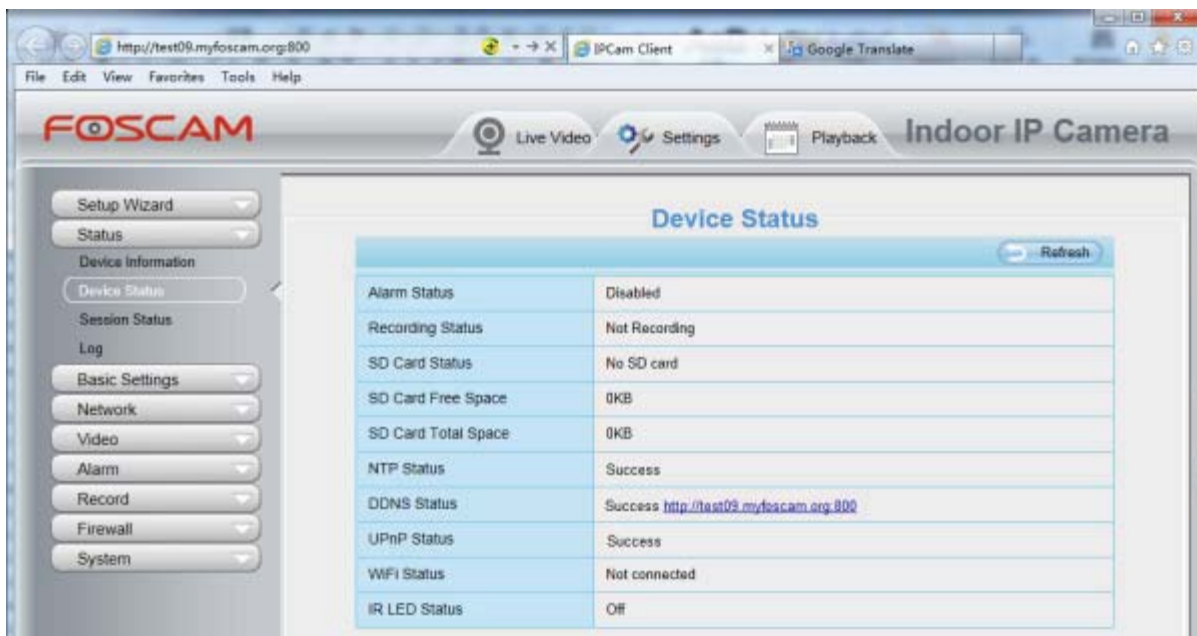 http://test09.myfoscam.org:800
IPCam Client
Google Translate
File Edit View Favorites Tools Help
FOSCAM
Live Video
Settings
Playback
Indoor IP Camera
Setup Wizard
Status
Device Information
Device Status
Session Status
Log
Basic Settings
Network
Video
Alarm
Record
Firewall
System
Device Status
Refresh
Alarm Status Disabled
Recording Status Not Recording
SD Card Status No SD card
SD Card Free Space 0KB
SD Card Total Space 0KB
NTP Status Success
DDNS Status Success http://test09.myfoscam.org:800
UPnP Status Success
WiFi Status Not connected
IR LED Status Off